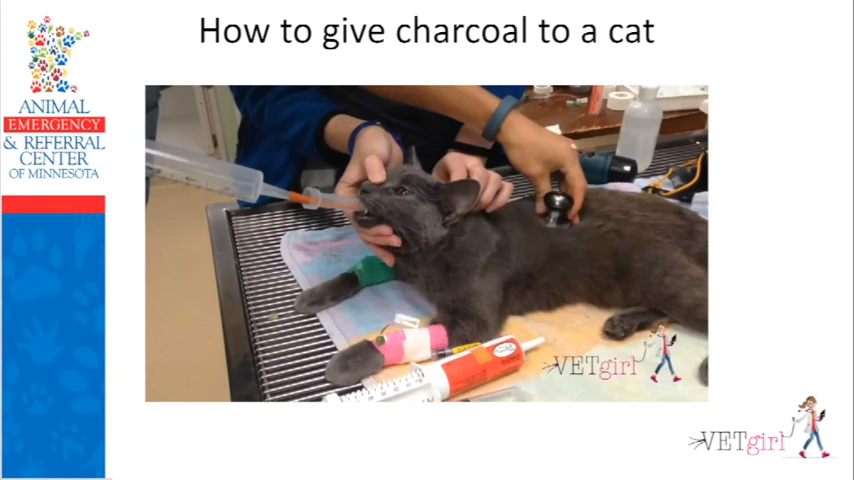 How to give charcoal to a cat
ANIMAL
EMERGENCY
& REFERRAL
CENTER
OF MINNESOTA
VETgirl
VETgirl